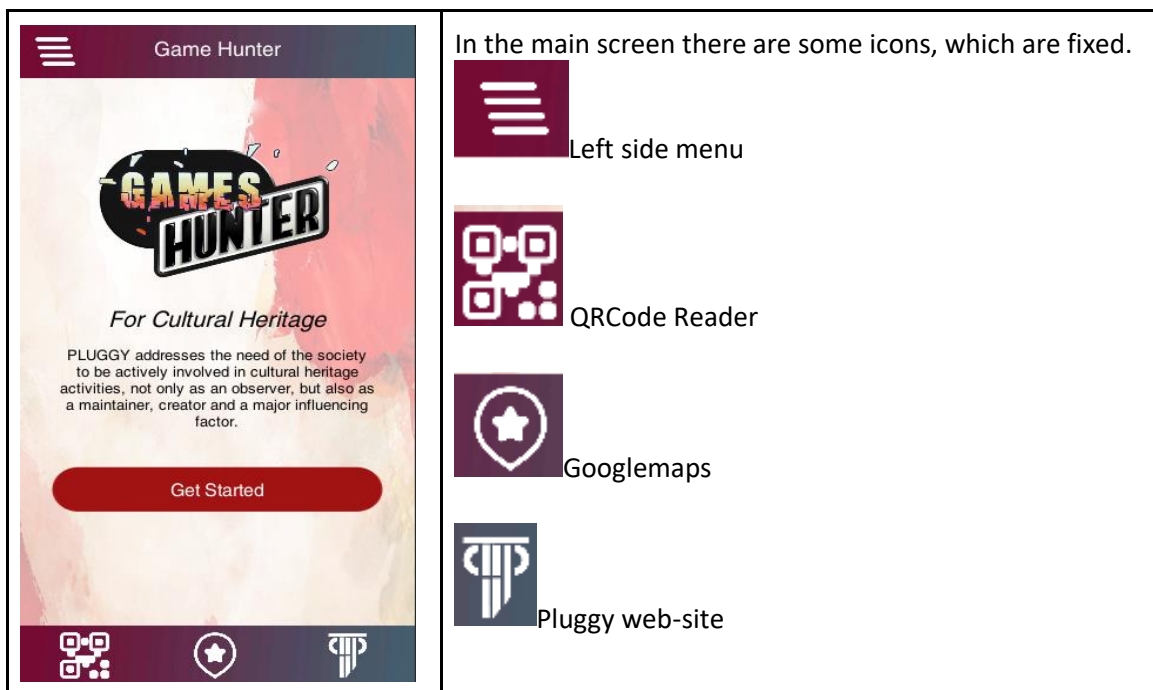 Game Hunter
GAMES
HUNTER
For Cultural Heritage
PLUGGY addresses the need of the society
to be actively involved in cultural heritage
activities, not only as an observer, but also as
a maintainer, creator and a major influencing
factor.
Get Started
In the main screen there are some icons, which are fixed.
Left side menu
QRCode Reader
Googlemaps
Pluggy web-site